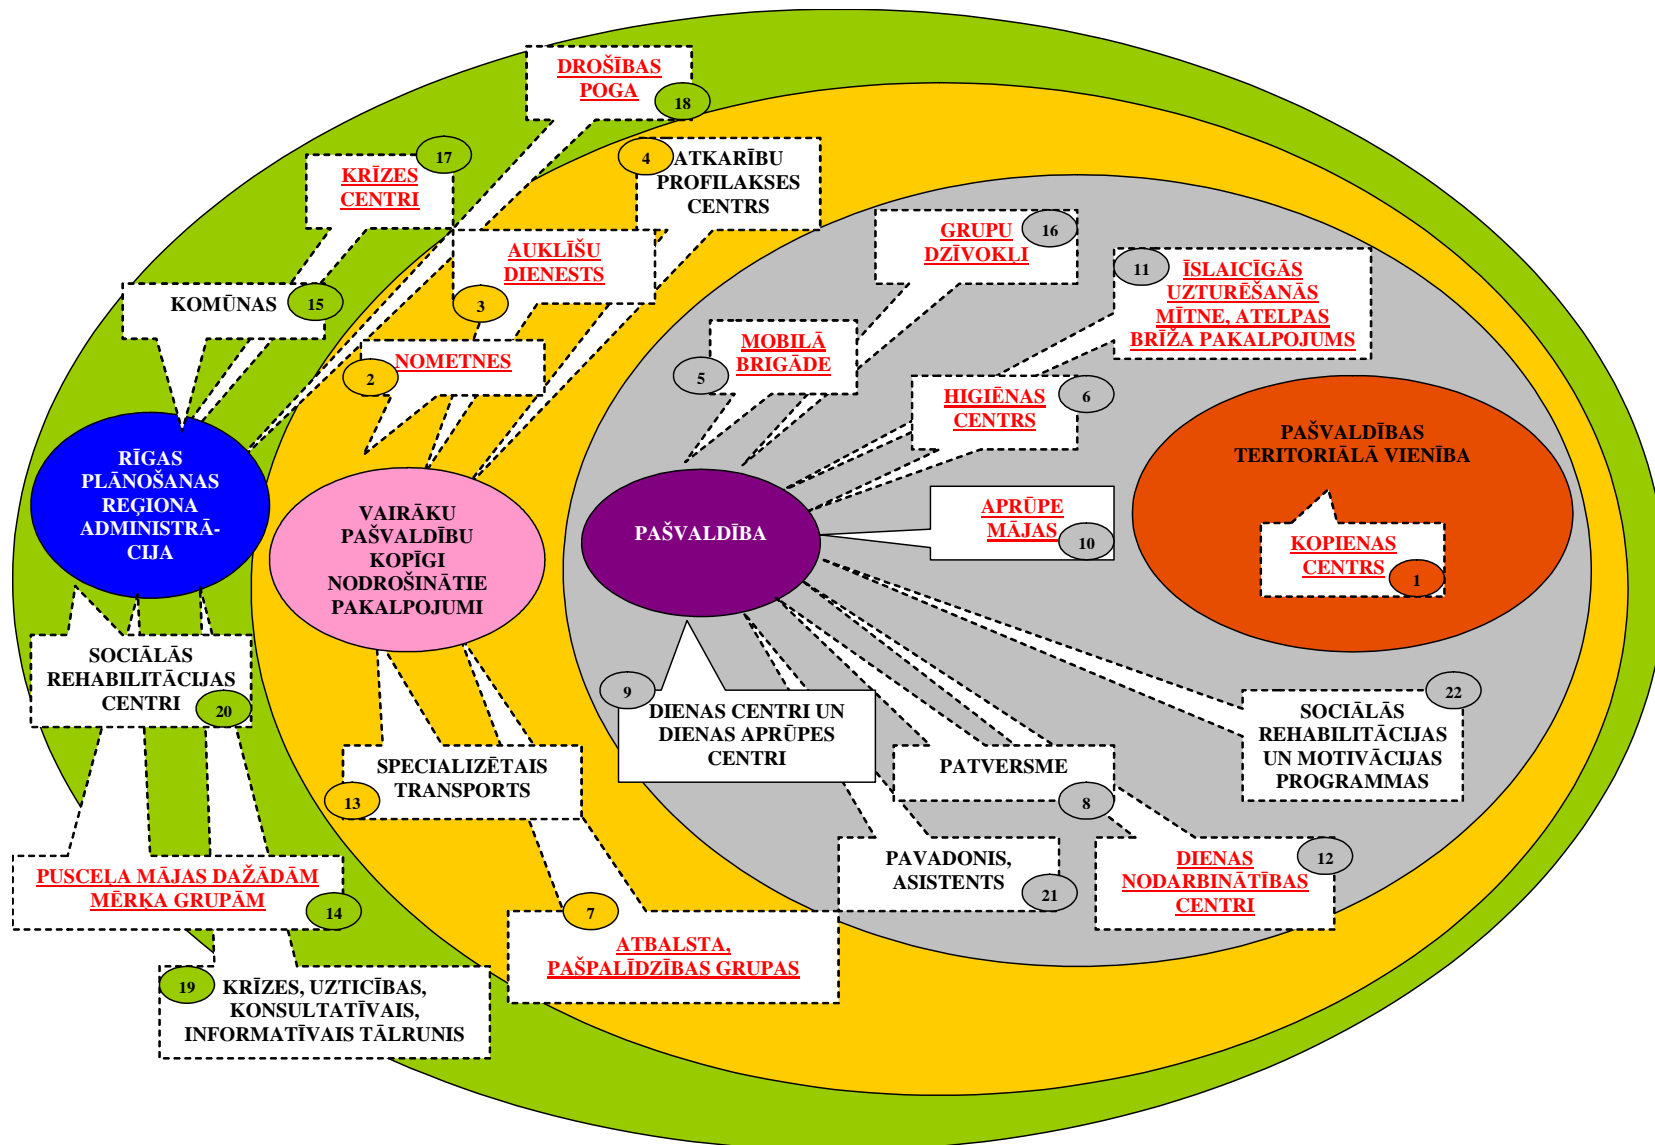 DROŠĪBAS
POGA
18
17
KRĪZES
CENTRI
4
ATKARĪBU
PROFILAKSES
CENTRS
AUKLĪŠU
DIENESTS
3
GRUPU
DZĪVOKĻI
16
11
ĪSLAICĪGĀS
UZTURĒŠANĀS
MĪTNE, ATELPAS
BRĪŽA PAKALPOJUMS
KOMŪNAS
15
NOMETNES
2
MOBILĀ
BRIGĀDE
5
HIGIĒNAS
CENTRS
6
PAŠVALDĪBAS
TERITORIĀLĀ VIENĪBA
RĪGAS
PLĀNOŠANAS
REĢIONA
ADMINISTRĀ-
CIJA
VAIRĀKU
PAŠVALDĪBU
KOPĪGI
NODROŠINĀTIE
PAKALPOJUMI
PAŠVALDĪBA
APRŪPE
MĀJAS
10
KOPIENAS
CENTRS
1
SOCIĀLĀS
REHABILITĀCIJAS
CENTRI
20
9
DIENAS CENTRI UN
DIENAS APRŪPES
CENTRI
22
SOCIĀLĀS
REHABILITĀCIJAS
UN MOTIVĀCIJAS
PROGRAMMAS
SPECIALIZĒTAIS
TRANSPORTS
13
PATVERSME
8
PUSCEĻA MĀJAS DAŽĀDĀM
MĒRĶA GRUPĀM
14
PAVADONIS,
ASISTENTS
21
DIENAS
NODARBINĀTĪBAS
CENTRI
12
7
ATBALSTA,
PAŠPALĪDZĪBAS GRUPAS
19
KRĪZES, UZTICĪBAS,
KONSULTATĪVAIS,
INFORMATĪVAIS TĀLRUNIS